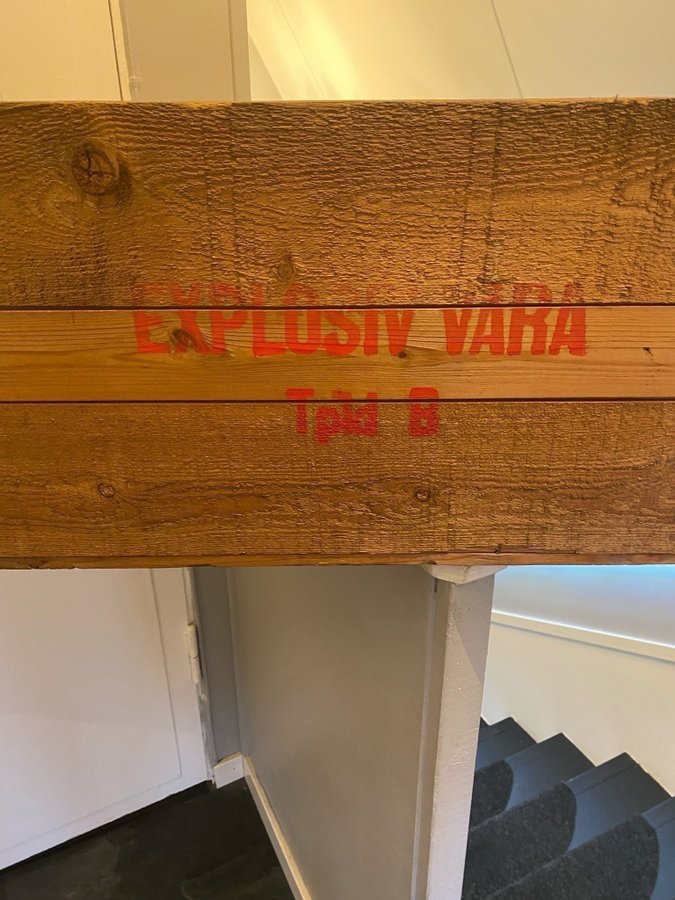 EXPLOSIV VARA
Tpkl B